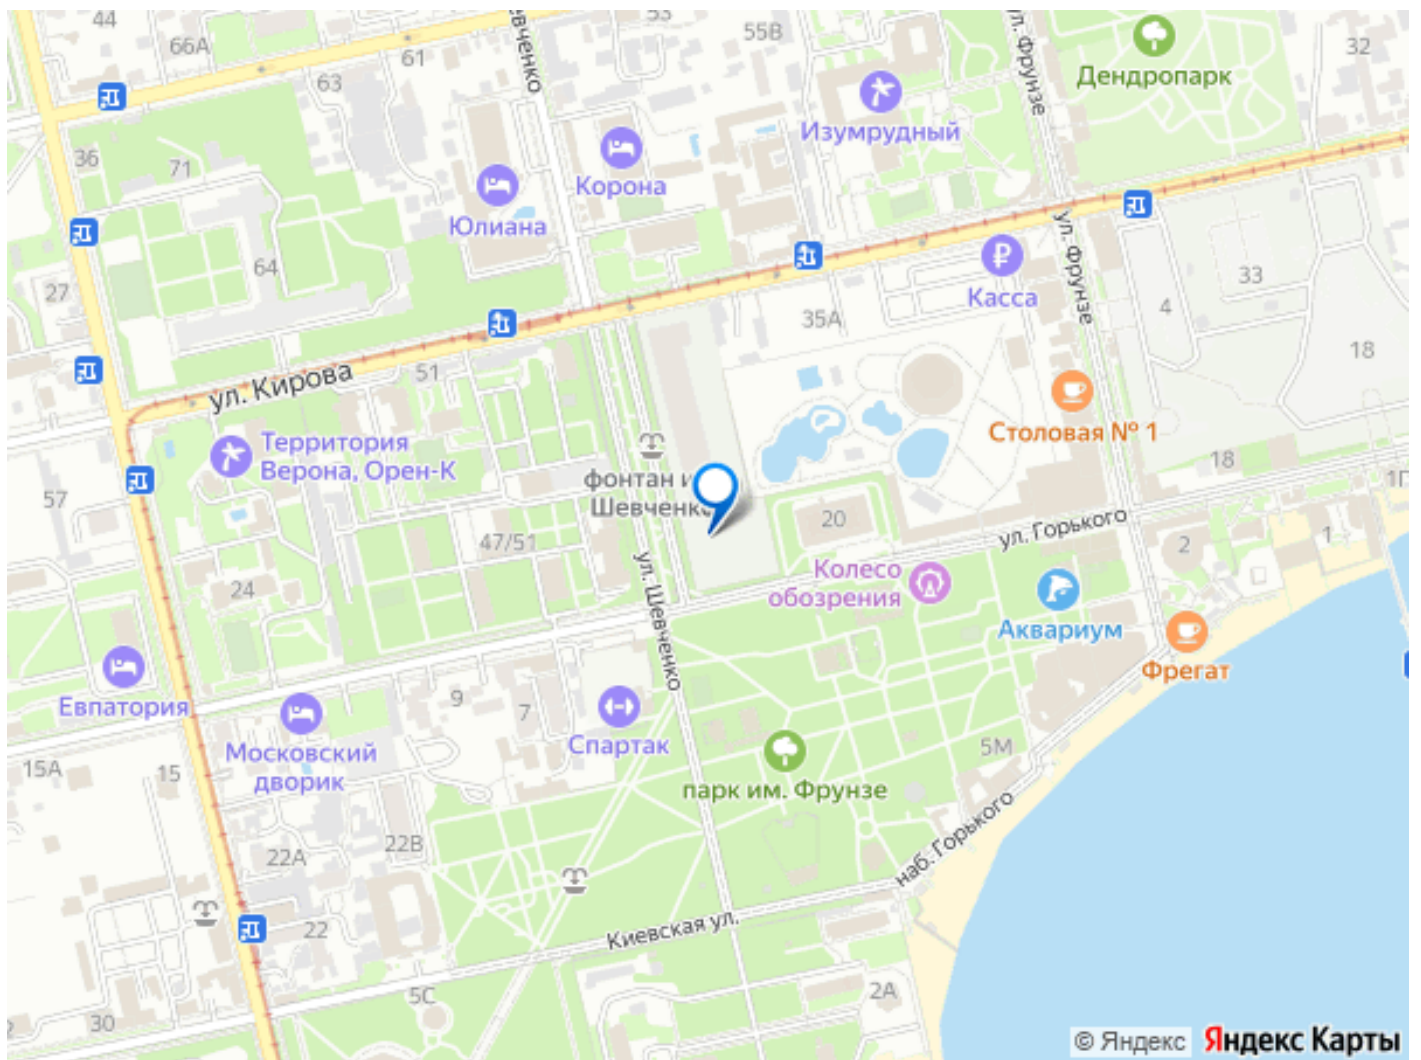 44
66А
61
63
53
55В
ул. Фрунзе
Дендропарк
32
Изумрудный
36
71
Корона
Юлиана
64
27
ул. Фрунзе
Касса
33
4
35А
18
ул. Кирова
51
Столовая № 1
Территория
Верона, Орен-К
фонтан и
Шевченко
57
18
1П
20
ул. Горького
47/51
2
1
24
Колесо
обозрения
Аквариум
ул. Шевченко
Фрегат
Евпатория
9
7
Спартак
Московский
дворик
15А
15
парк им. Фрунзе
5М
22В
22А
наб. Горького
22
Киевская ул.
5С
2А
30
© Яндекс
Яндекс Карты